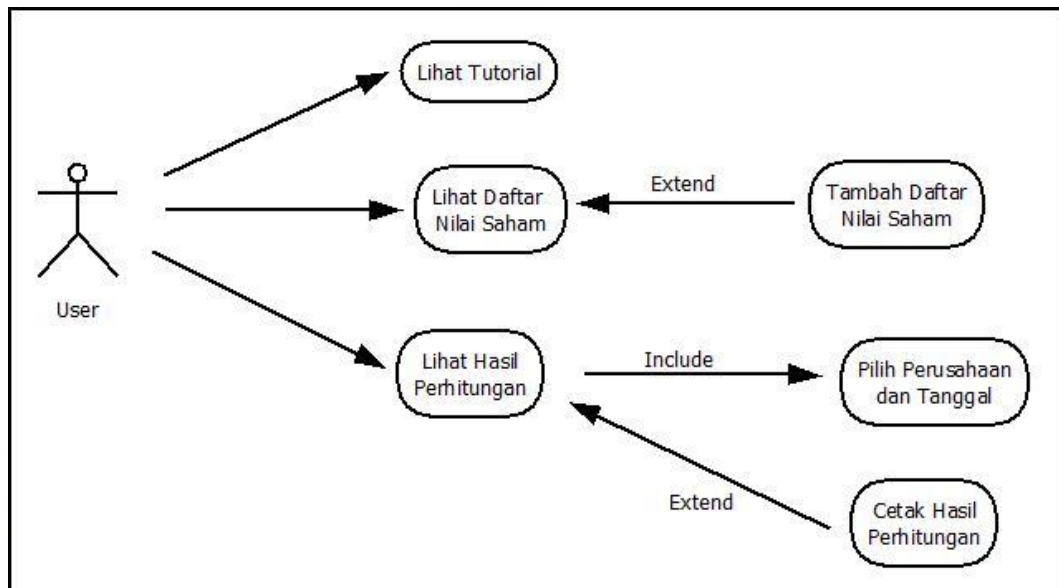 Lihat Tutorial
Lihat Daftar
Nilai Saham
Extend
Tambah Daftar
Nilai Saham
User
Lihat Hasil
Perhitungan
Include
Pilih Perusahaan
dan Tanggal
Extend
Cetak Hasil
Perhitungan